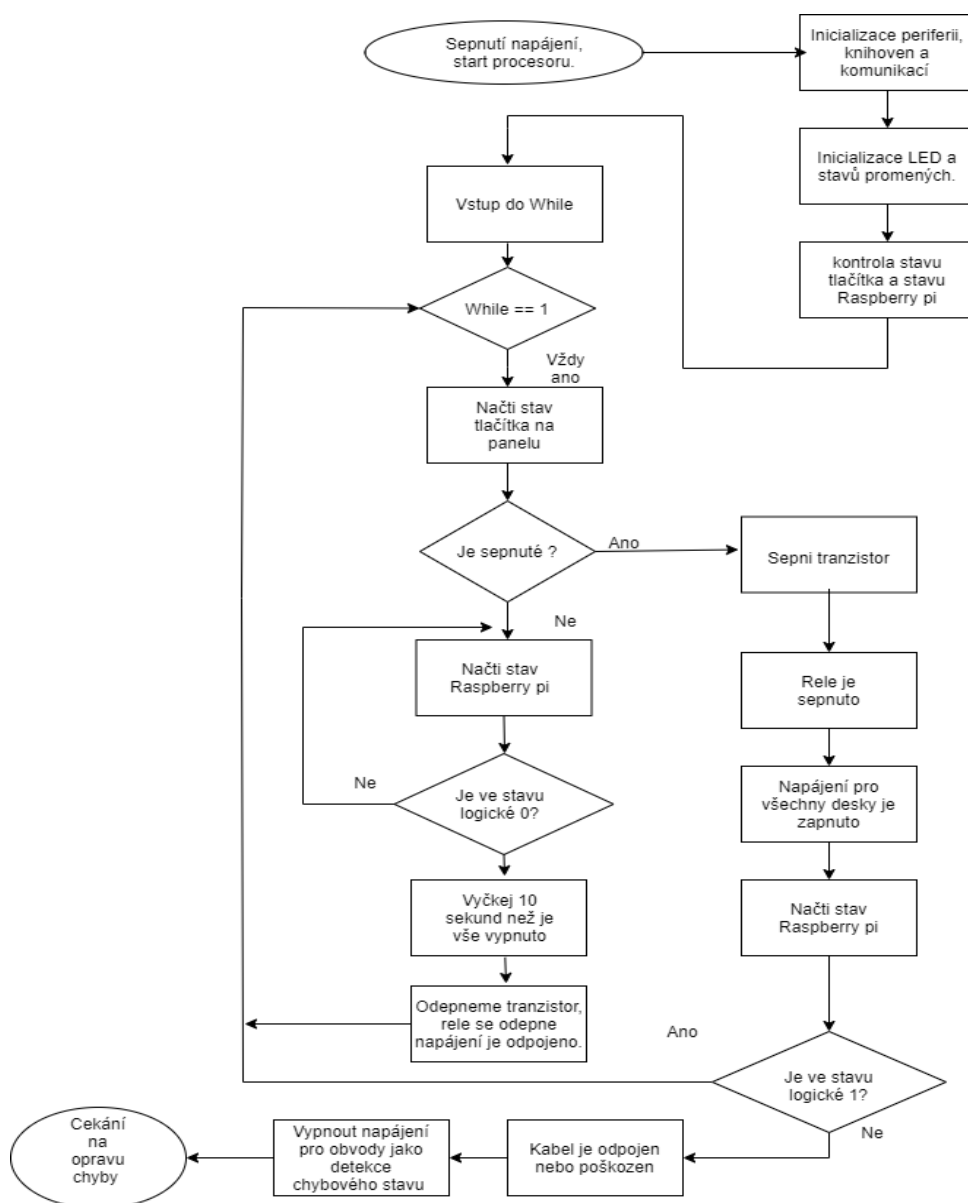 Sepnutí napájení,
start procesoru.
Inicializace periferii,
knihoven a
komunikací
Inicializace LED a
stavů promených.
kontrola stavu
tlačítka a stavu
Raspberry pi
Vstup do While
While == 1
Vždy
ano
Načti stav
tlačítka na
panelu
Je sepnuté ?
Ano
Sepni tranzistor
Ne
Načti stav
Raspberry pi
Rele je
sepnuto
Ne
Je ve stavu
logické 0?
Napájení pro
všechny desky je
zapnuto
Vyčkej 10
sekund než je
vše vypnuto
Načti stav
Raspberry pi
Odepneme tranzistor,
rele se odepne
napájení je odpojeno.
Ano
Je ve stavu
logické 1?
Ne
Kabel je odpojen
nebo poškozen
Vypnout napájení
pro obvody jako
detekce
chybového stavu
Cekání
na
opravu
chyby